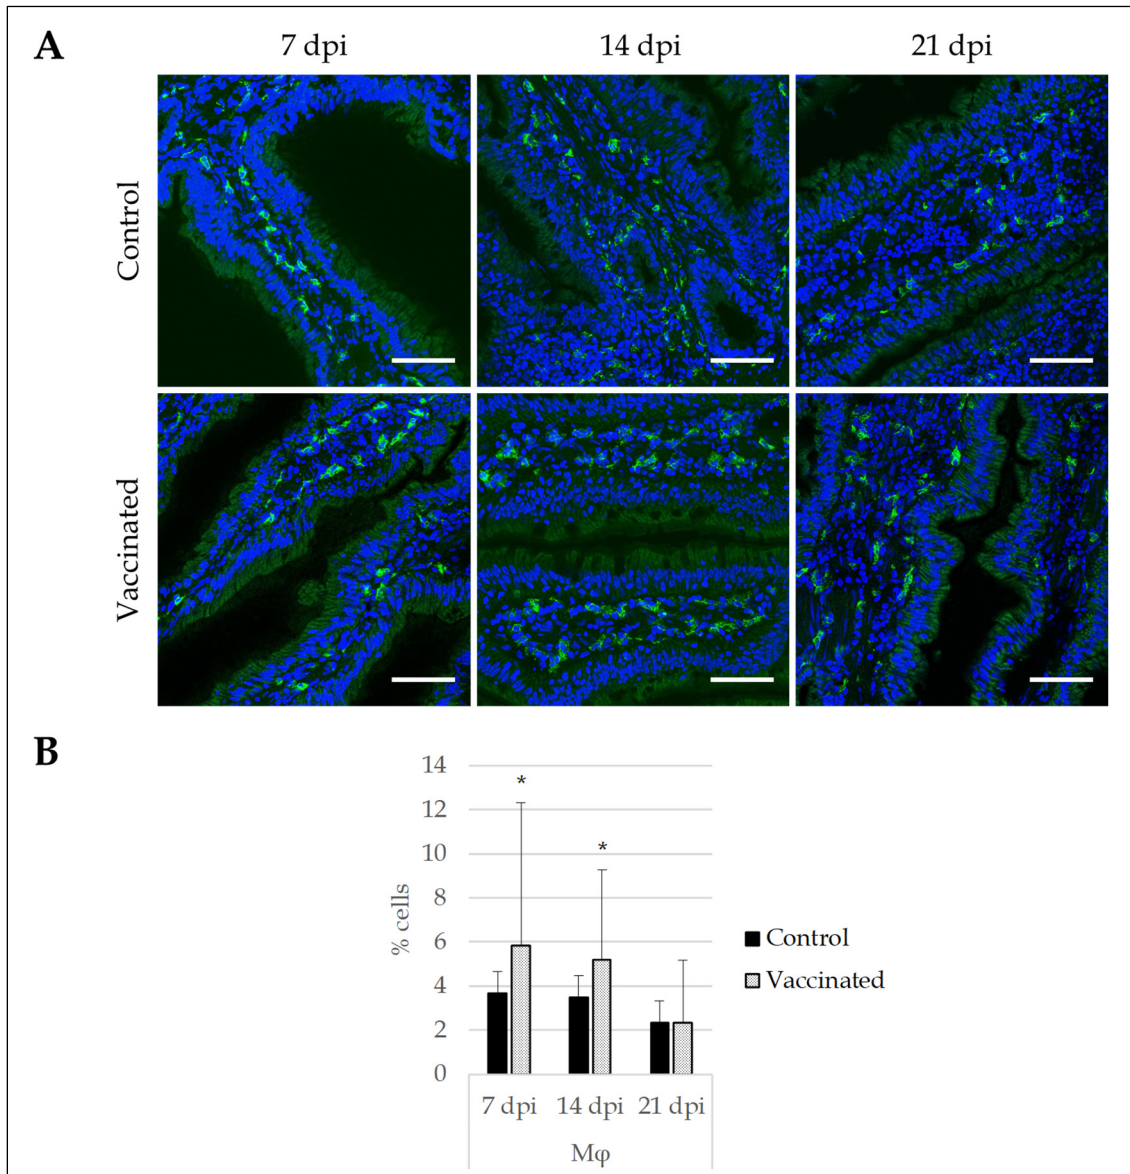 A
7 dpi 14 dpi 21 dpi
Control
Vaccinated
B
14
12
10
8
6
4
2
0
% cells
*
*
Control
Vaccinated
7 dpi 14 dpi 21 dpi
Mφ